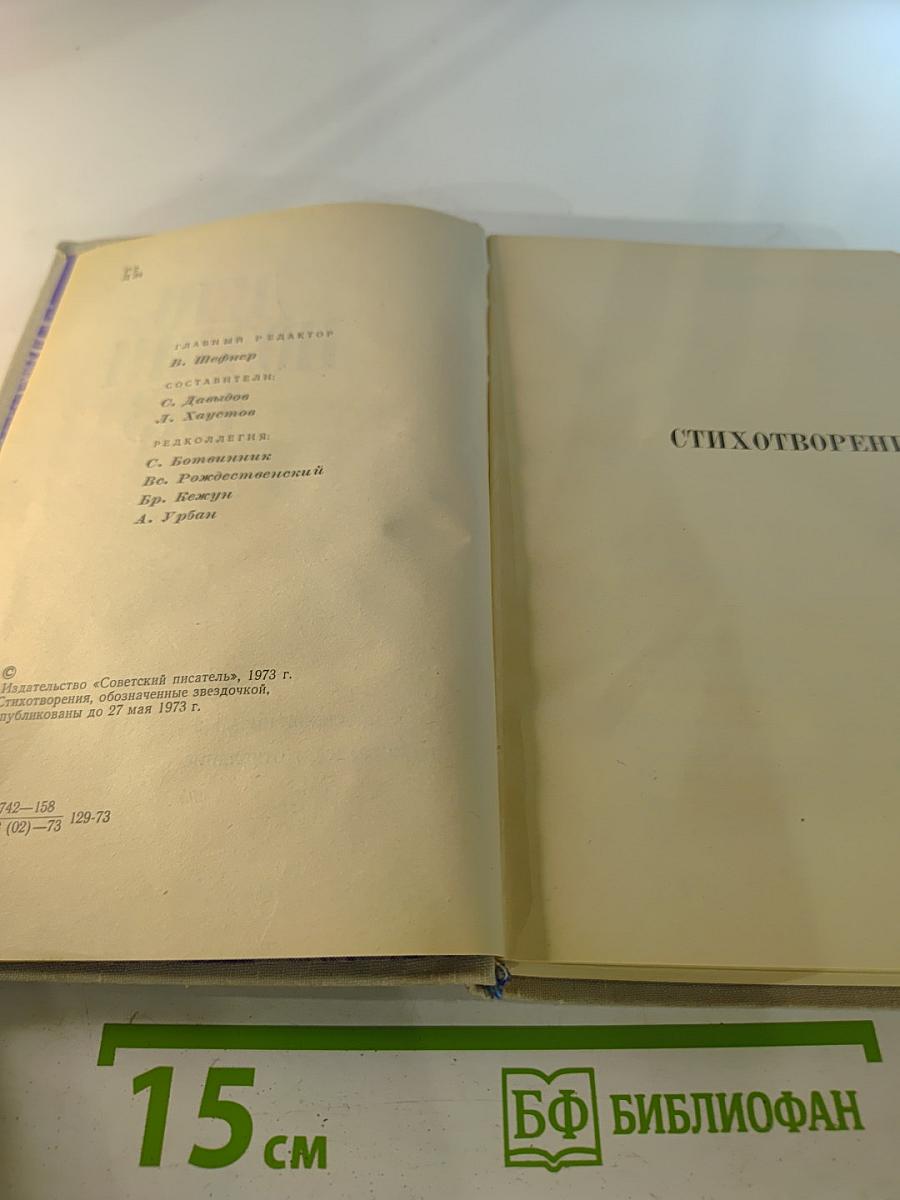 ГЛАВНЫЙ РЕДАКТОР
В. Шефнер
СОСТАВИТЕЛИ:
С. Давыдов
Л. Хаустов
РЕДКОЛЛЕГИЯ:
С. Ботвинник
Вс. Рождественский
Бр. Кежун
А. Урбан
©
Издательство «Советский писатель», 1973 г.
Стихотворения, обозначенные звездочкой,
публикованы до 27 мая 1973 г.
742—158
(02)—73 129-73
СТИХОТВОРЕНИ
15 см
БФ БИБЛИОФАН